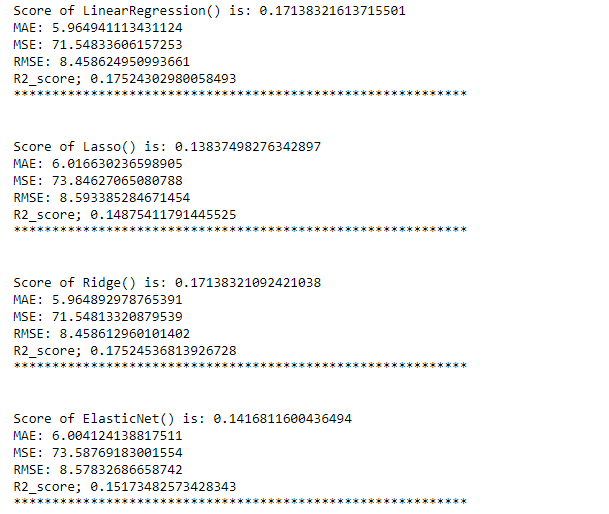 Score of LinearRegression() is: 0.17138321613715501
MAE: 5.964941113431124
MSE: 71.54833606157253
RMSE: 8.458624950993661
R2_score; 0.17524302980058493
***********************************************************
Score of Lasso() is: 0.13837498276342897
MAE: 6.016630236598905
MSE: 73.84627065080788
RMSE: 8.593385284671454
R2_score; 0.14875411791445525
***********************************************************
Score of Ridge() is: 0.17138321092421038
MAE: 5.964892978765391
MSE: 71.54813320879539
RMSE: 8.458612960101402
R2_score; 0.17524536813926728
***********************************************************
Score of ElasticNet() is: 0.1416811600436494
MAE: 6.004124138817511
MSE: 73.58769183001554
RMSE: 8.57832686658742
R2_score; 0.15173482573428343
***********************************************************